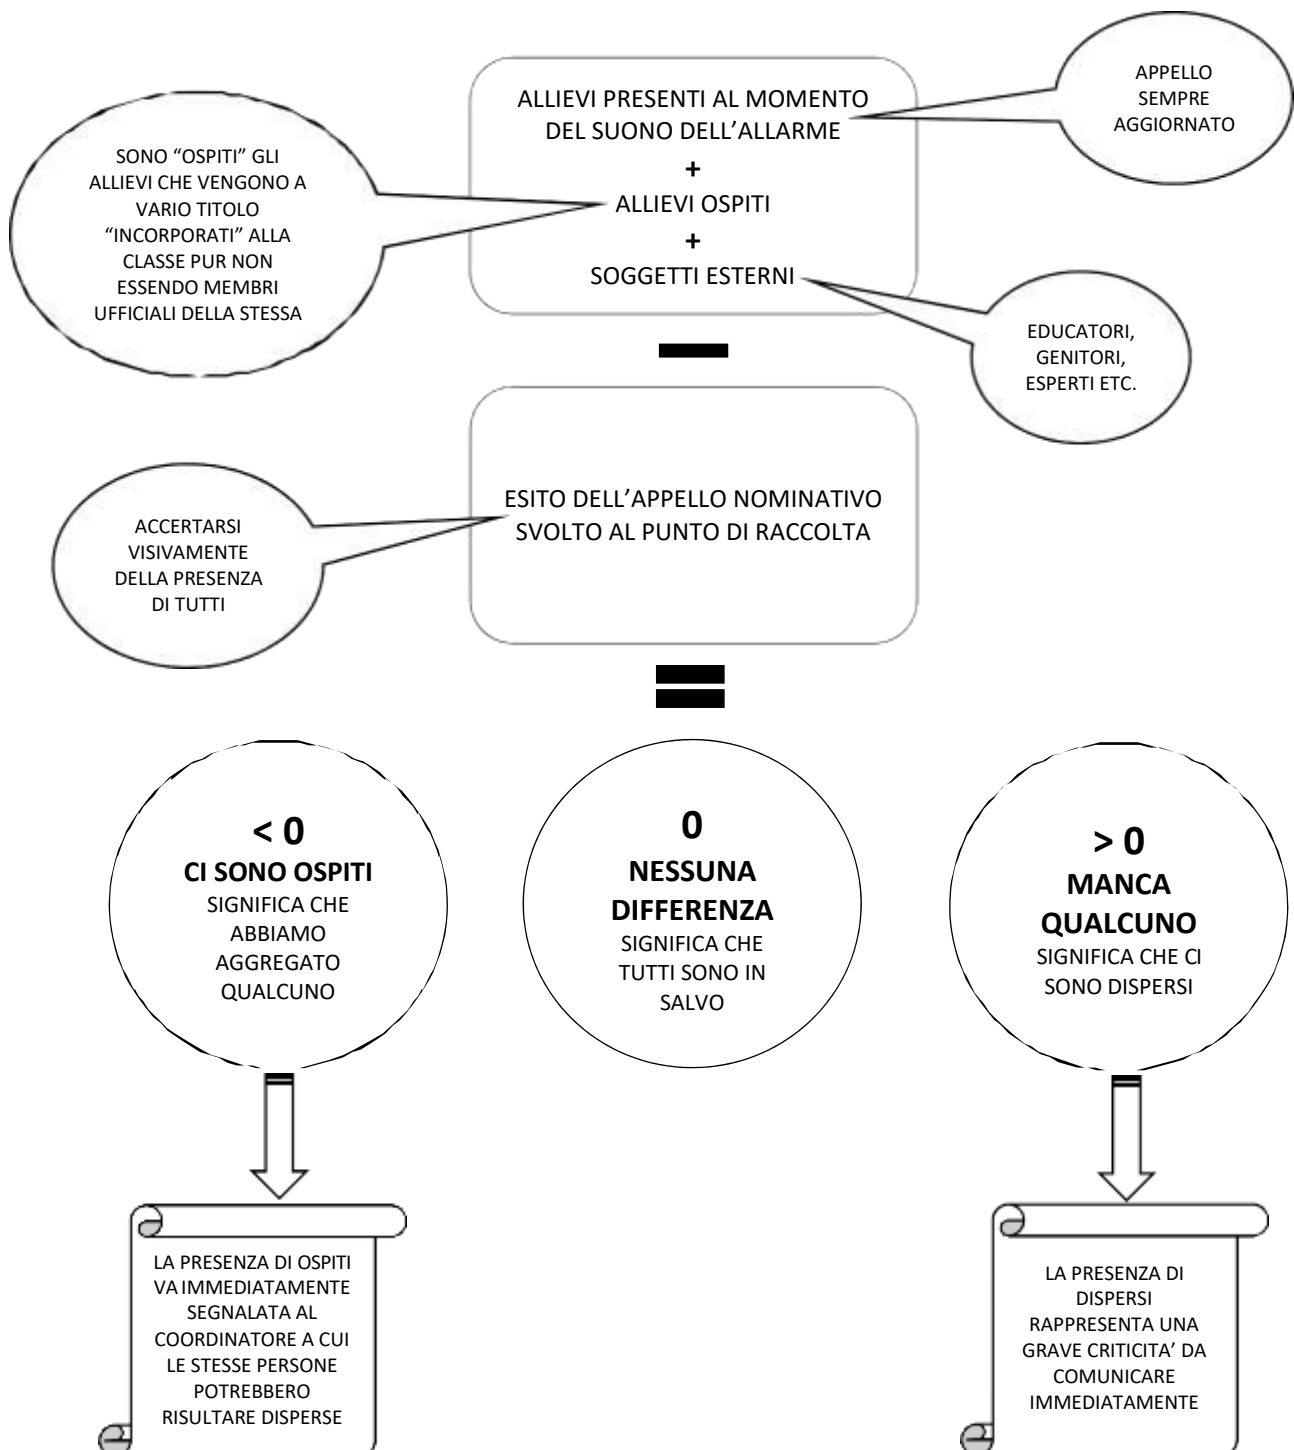 ALLIEVI PRESENTI AL MOMENTO
DEL SUONO DELL’ALLARME
+
ALLIEVI OSPITI
+
SOGGETTI ESTERNI
APPELLO
SEMPRE
AGGIORNATO
SONO “OSPITI” GLI
ALLIEVI CHE VENGONO A
VARIO TITOLO
“INCORPORATI” ALLA
CLASSE PUR NON
ESSENDO MEMBRI
UFFICIALI DELLA STESSA
EDUCATORI,
GENITORI,
ESPERTI ETC.
ESITO DELL’APPELLO NOMINATIVO
SVOLTO AL PUNTO DI RACCOLTA
ACCERTARSI
VISIVAMENTE
DELLA PRESENZA
DI TUTTI
< 0
CI SONO OSPITI
SIGNIFICA CHE
ABBIAMO
AGGREGATO
QUALCUNO
0
NESSUNA
DIFFERENZA
SIGNIFICA CHE
TUTTI SONO IN
SALVO
> 0
MANCA
QUALCUNO
SIGNIFICA CHE CI
SONO DISPERSI
LA PRESENZA DI OSPITI
VA IMMEDIATAMENTE
SEGNALATA AL
COORDINATORE A CUI
LE STESSE PERSONE
POTREBBERO
RISULTARE DISPERSE
LA PRESENZA DI
DISPERSI
RAPPRESENTA UNA
GRAVE CRITICITA’ DA
COMUNICARE
IMMEDIATAMENTE